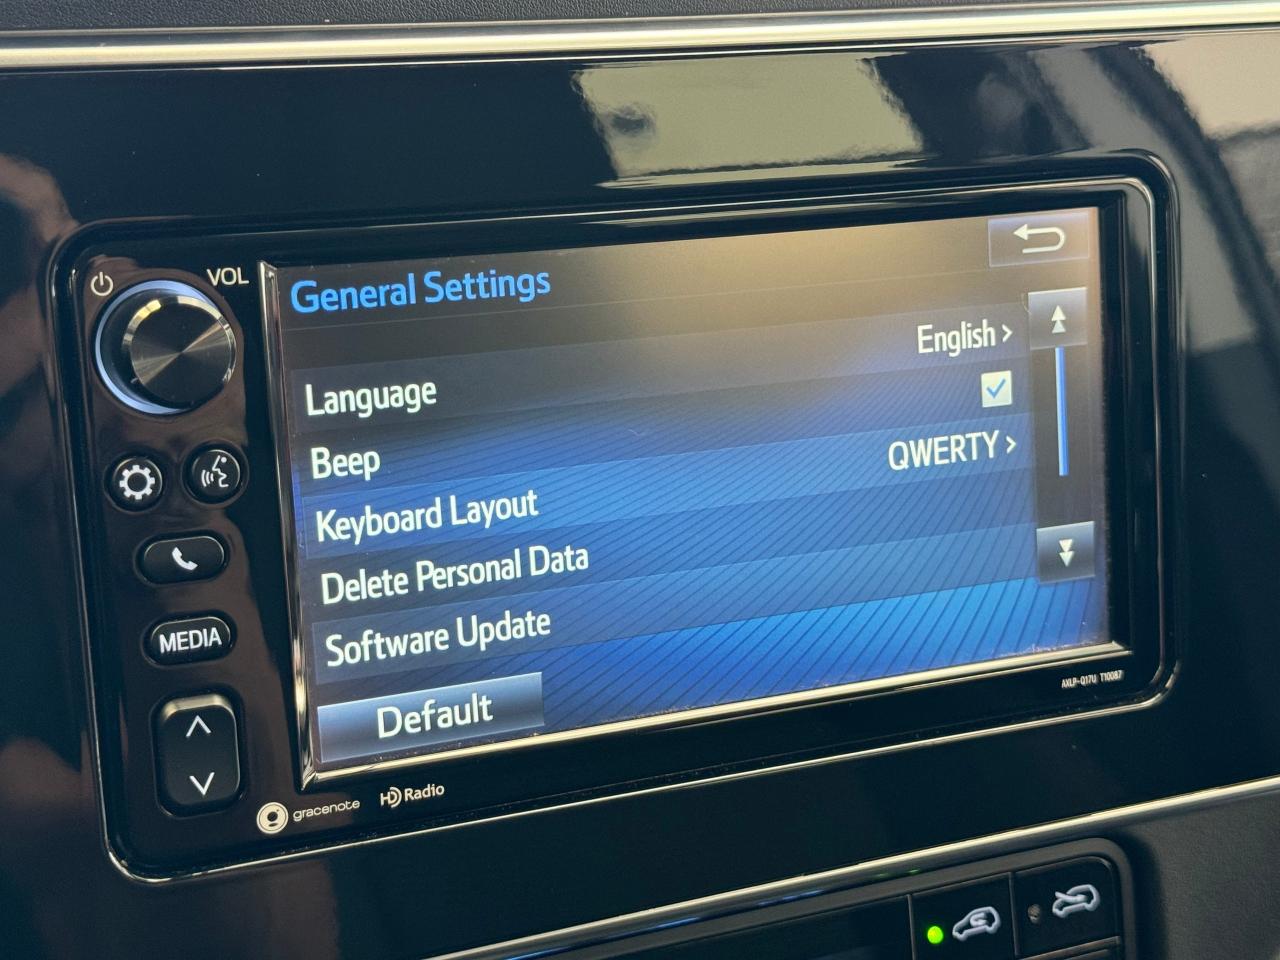 VOL
General Settings
Language English >
Beep
Keyboard Layout QWERTY >
Delete Personal Data
Software Update
Default
MEDIA
AXLP-Q17U T10087
gracenote
HD Radio